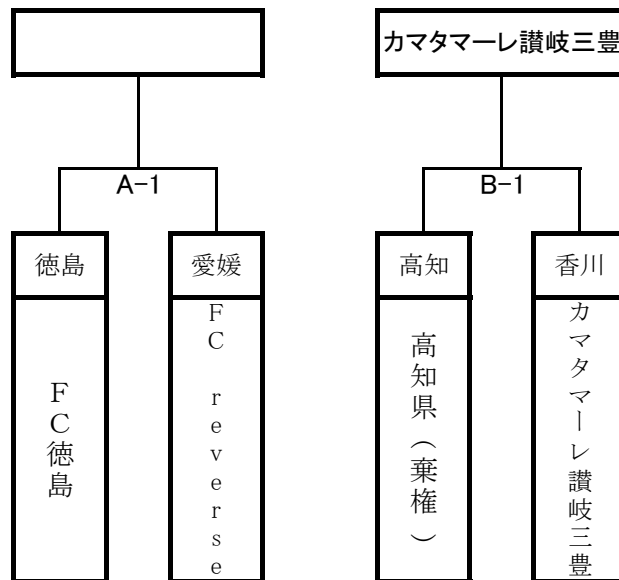 カマタマーレ讃岐三豊
A-1
B-1
徳島
愛媛
高知
香川
FC徳島
FC reverse
高知県（棄権）
カマタマーレ讃岐三豊